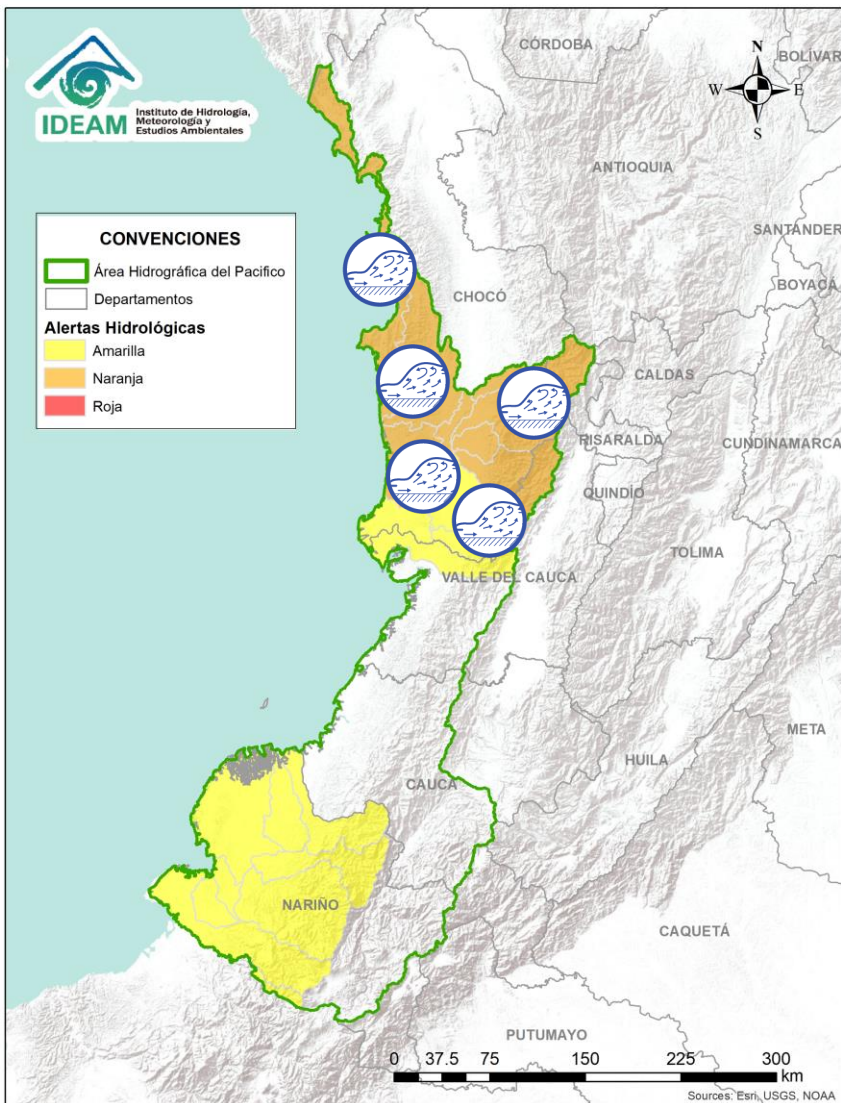 IDEAM
Instituto de Hidrología,
Meteorología y
Estudios Ambientales
N
W
E
S
CONVENCIONES
Área Hidrográfica del Pacifico
Departamentos
Alertas Hidrológicas
Amarilla
Naranja
Roja
CÓRDOBA
BOLÍVAR
ANTIOQUIA
SANTANDER
BOYACÁ
CHOCÓ
CALDAS
RISARALDA
CUNDINAMARCA
QUINDÍO
TOLIMA
VALLE DEL CAUCA
META
HUILA
CAUCA
NARIÑO
CAQUETÁ
PUTUMAYO
0 37.5 75 150 225 300
km
Sources: Esri, USGS, NOAA